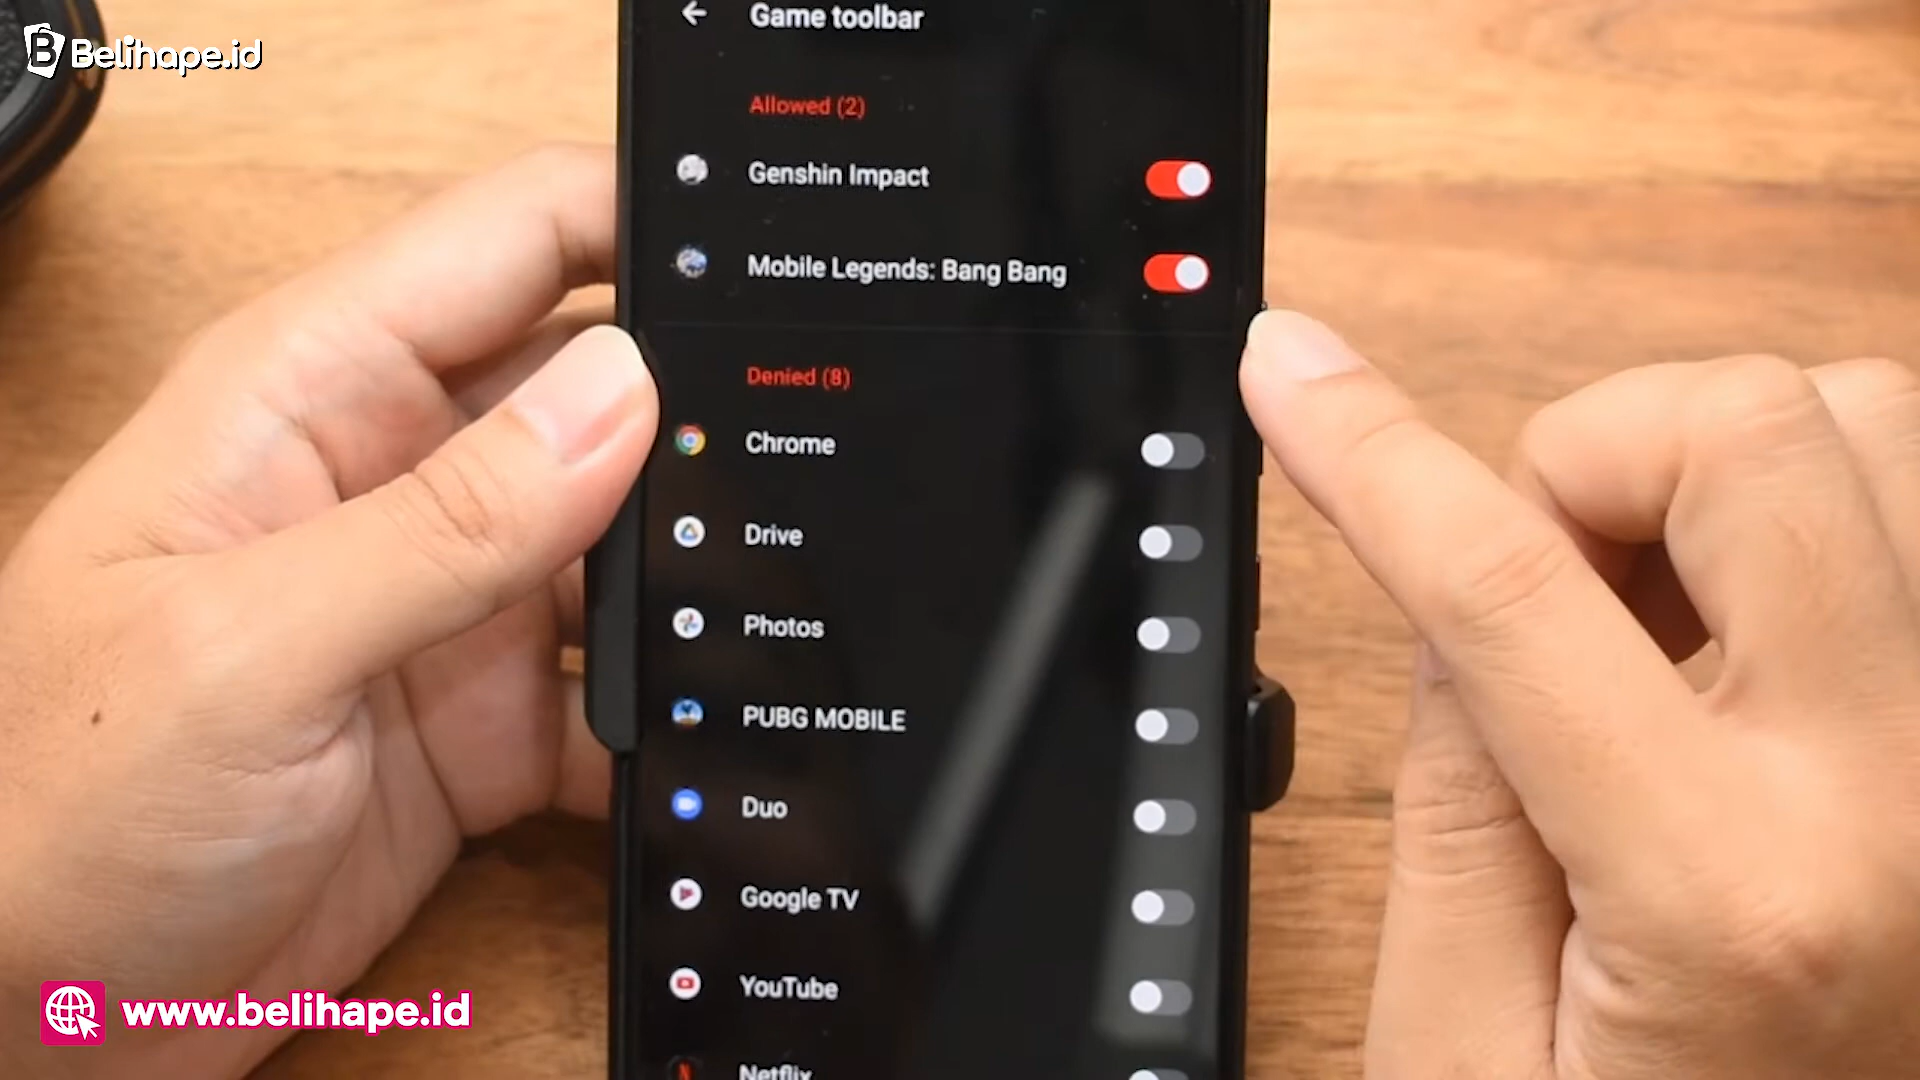 Belihape.id
Game toolbar
Allowed (2)
Genshin Impact
Mobile Legends: Bang Bang
Denied (8)
Chrome
Drive
Photos
PUBG MOBILE
Duo
Google TV
YouTube
Netflix
www.belihape.id